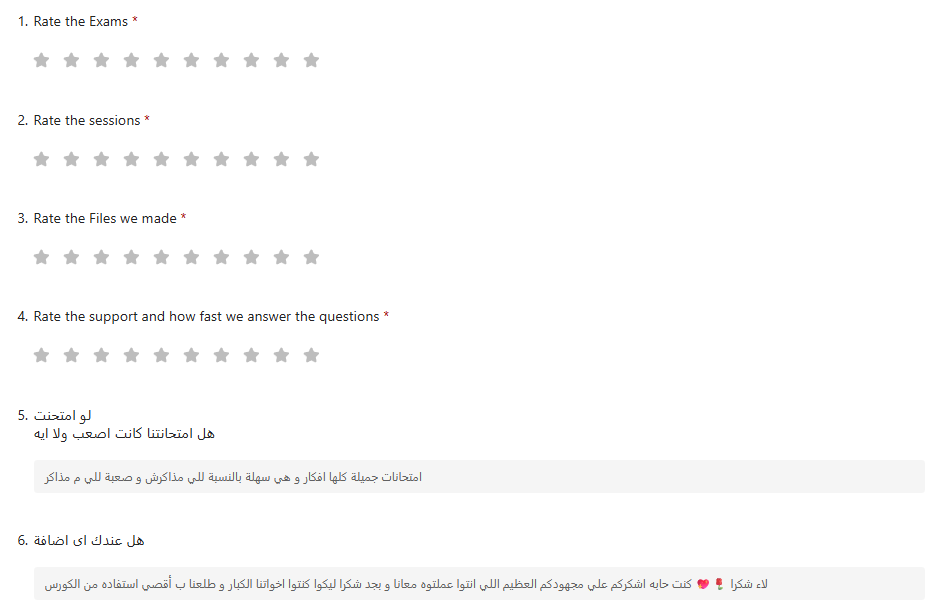 1. Rate the Exams *
2. Rate the sessions *
3. Rate the Files we made *
4. Rate the support and how fast we answer the questions *
5. لو امتحنت
هل امتحانتنا كانت اصعب ولا ايه
امتحانات جميلة كلها افكار و هي سهلة بالنسبة للي مذاكرش و صعبة للي م مذاكر
6. هل عندك اى اضافة
لاء شكرا 🌷 💖 كنت حابه اشكركم علي مجهودكم العظيم اللي انتوا عملتوه معانا و بجد شكرا ليكوا كنتوا اخواتنا الكبار و طلعنا ب أقصي استفاده من الكورس